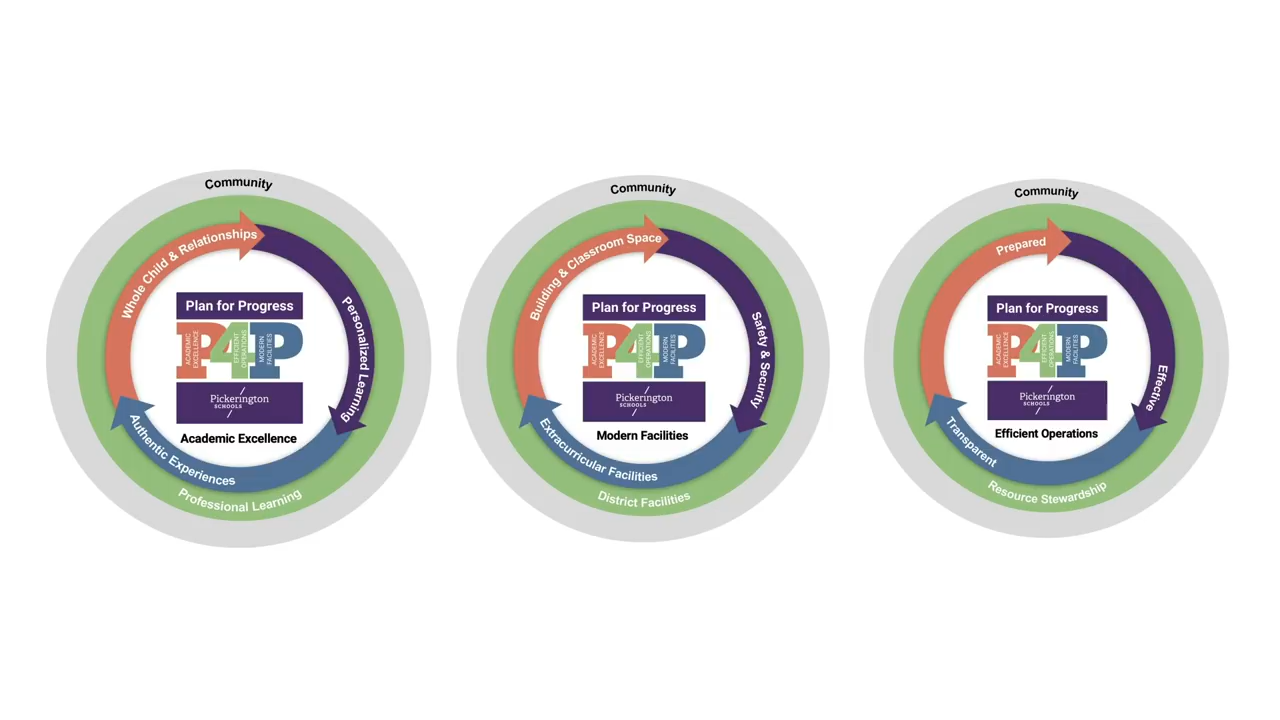 Community
Whole Child & Relationships
Personalized Learning
Authentic Experiences
Professional Learning
Plan for Progress
P4P
ACADEMIC
EXCELLENCE
EFFICIENT
OPERATIONS
MODERN
FACILITIES
Pickerington
SCHOOLS
Academic Excellence
Community
Building & Classroom Space
Safety & Security
Extracurricular Facilities
District Facilities
Plan for Progress
P4P
ACADEMIC
EXCELLENCE
EFFICIENT
OPERATIONS
MODERN
FACILITIES
Pickerington
SCHOOLS
Modern Facilities
Community
Prepared
Effective
Transparent
Resource Stewardship
Plan for Progress
P4P
ACADEMIC
EXCELLENCE
EFFICIENT
OPERATIONS
MODERN
FACILITIES
Pickerington
SCHOOLS
Efficient Operations